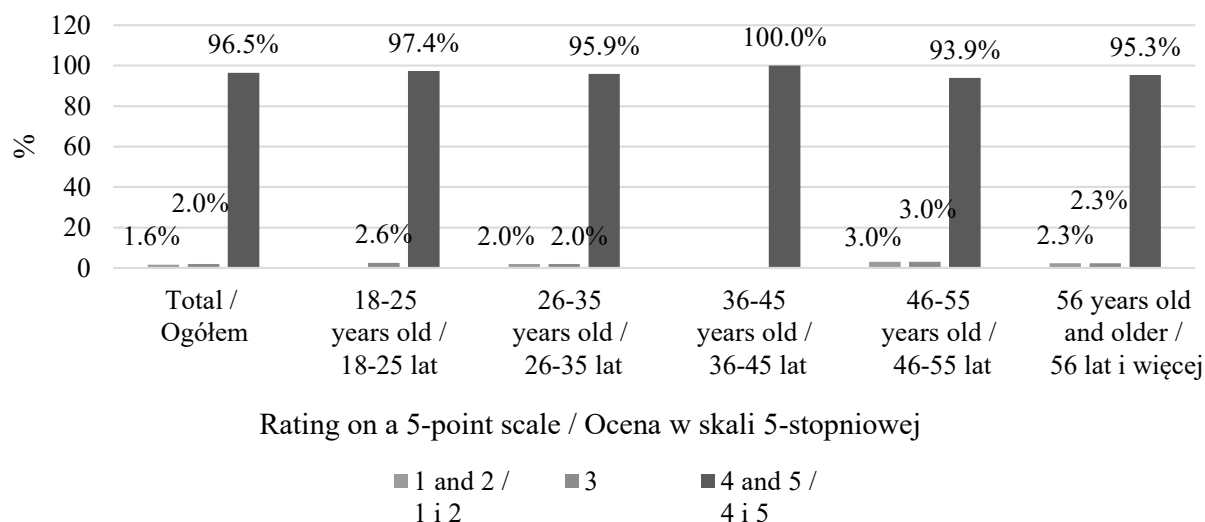 120
100
80
60
40
20
0
%
96.5%
97.4%
95.9%
100.0%
93.9%
95.3%
1.6%
2.0%
2.6%
2.0%
2.0%
3.0%
3.0%
2.3%
2.3%
Total /
Ogółem
18-25
years old /
18-25 lat
26-35
years old /
26-35 lat
36-45
years old /
36-45 lat
46-55
years old /
46-55 lat
56 years old
and older /
56 lat i więcej
Rating on a 5-point scale / Ocena w skali 5-stopniowej
1 and 2 /
1 i 2
3
4 and 5 /
4 i 5